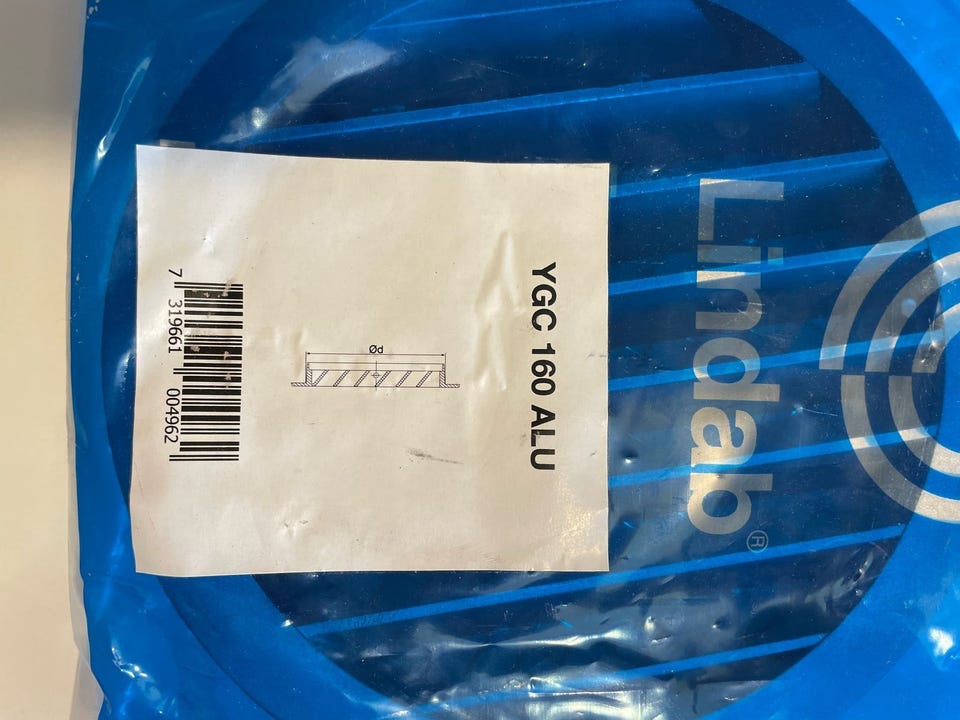 Lindab®
YGC 160 ALU
Ød
7 319661 004962
L